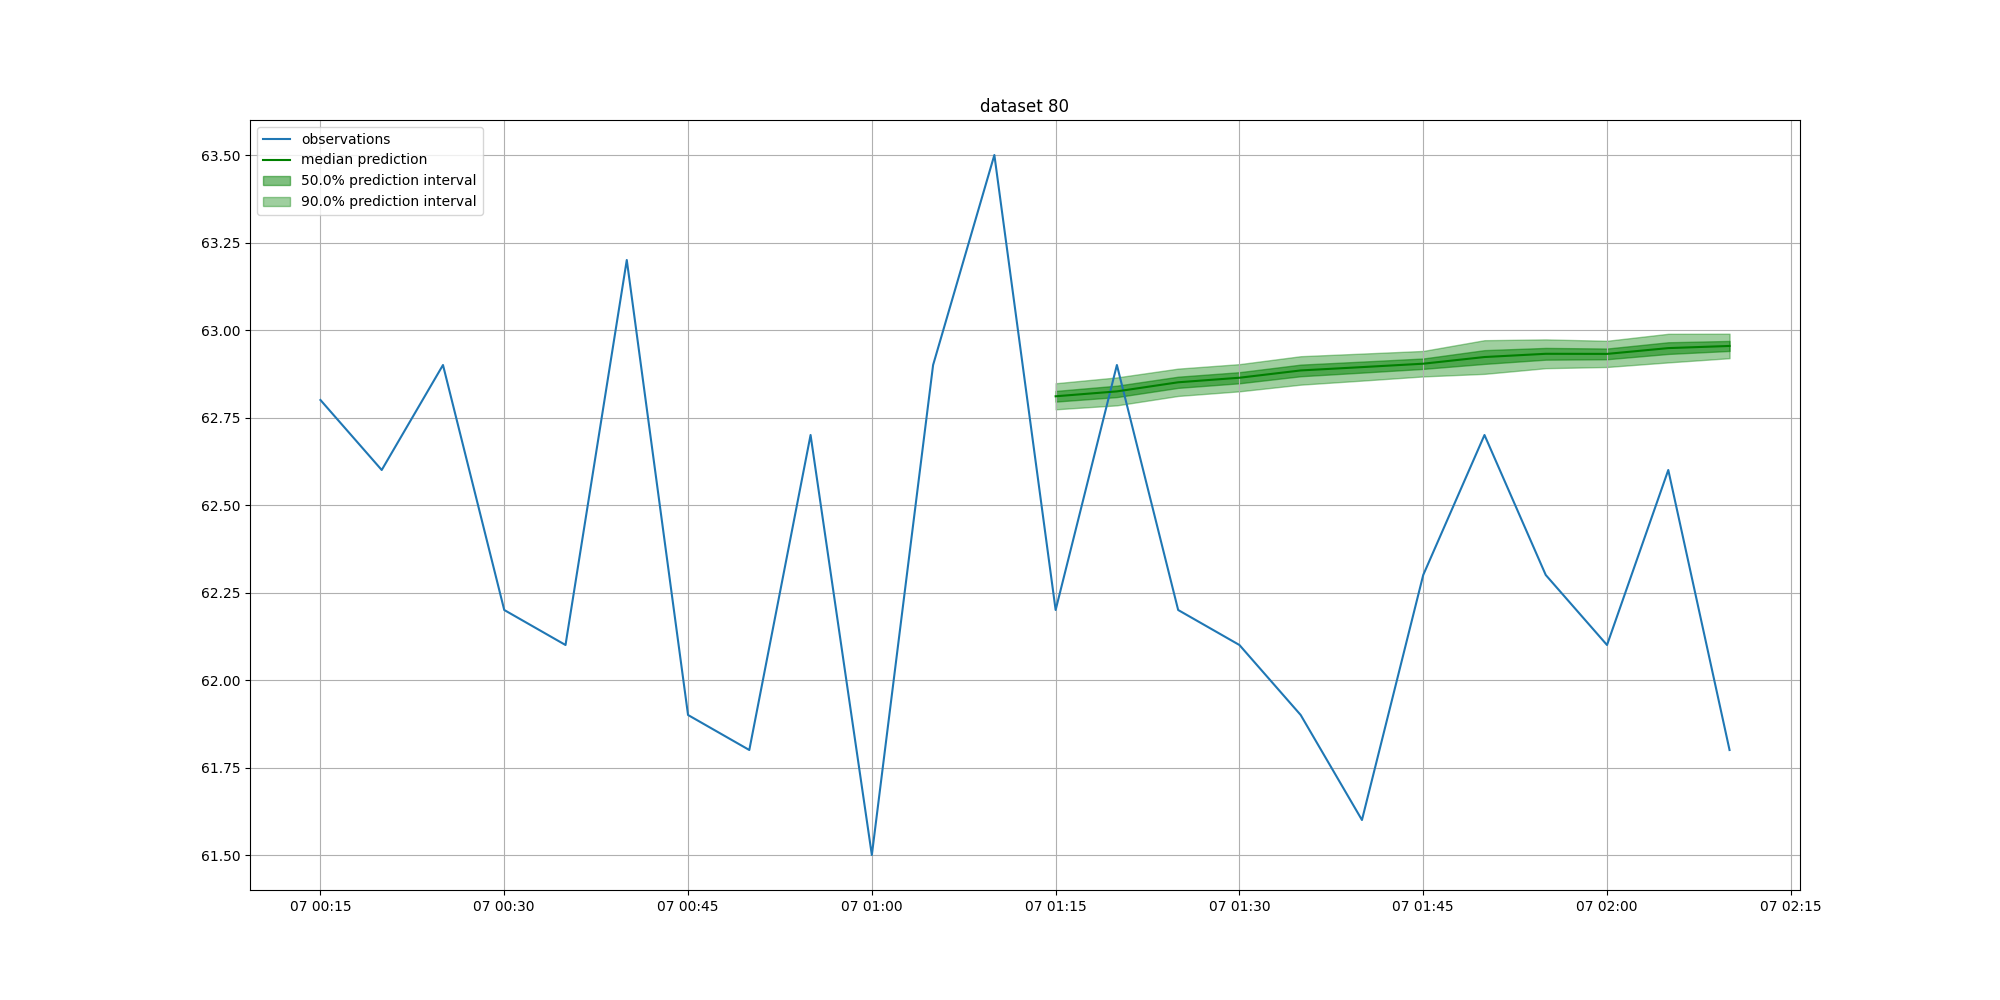 dataset 80
observations
median prediction
50.0% prediction interval
90.0% prediction interval
63.50
63.25
63.00
62.75
62.50
62.25
62.00
61.75
61.50
07 00:15 07 00:30 07 00:45 07 01:00 07 01:15 07 01:30 07 01:45 07 02:00 07 02:15